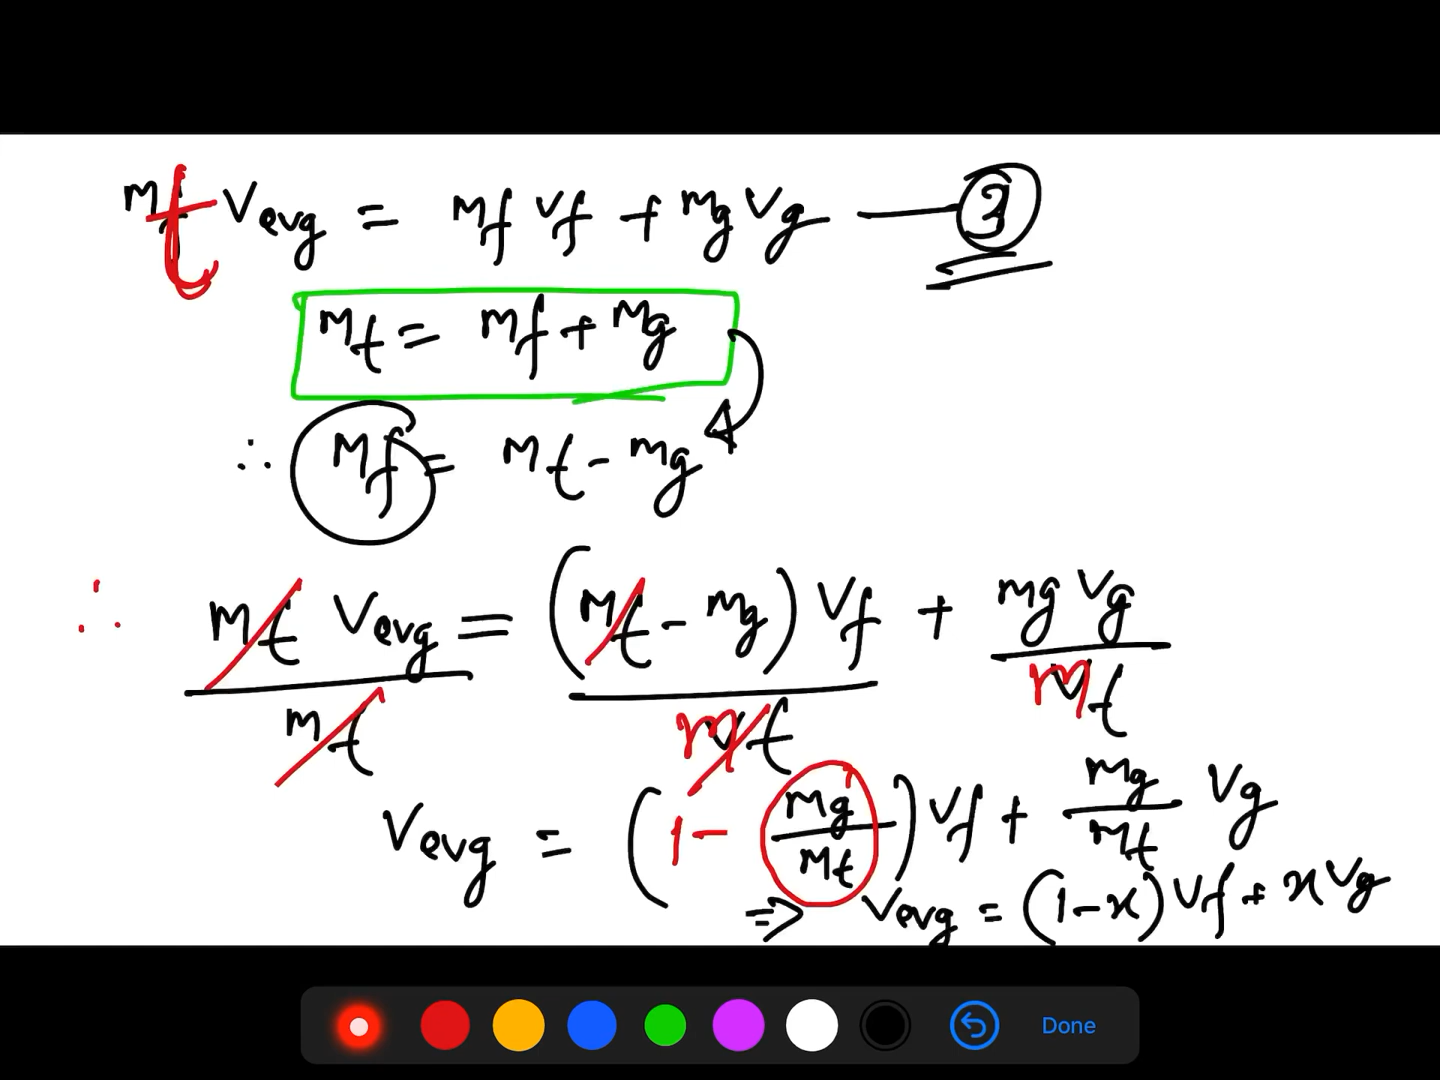 mt Vevg = mf vf + mg Vg — 3
mt = mf + mg
∴ mf = mt - mg
∴ mt Vevg / mt = (mt - mg) Vf / mt + mg Vg / mt
Vevg = (1 - mg/mt) Vf + mg/mt Vg
⇒ Vevg = (1-x) Vf + x Vg
Done